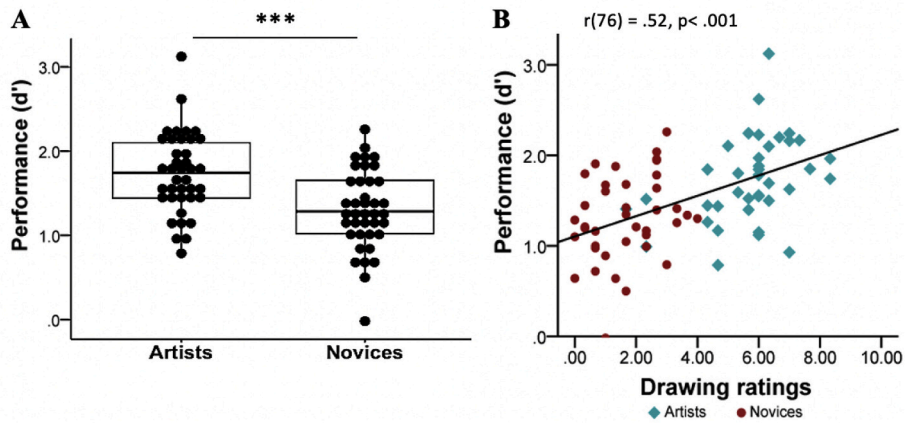 A
***
Performance (d')
3.0
2.0
1.0
.0
Artists
Novices
B
r(76) = .52, p< .001
Performance (d')
3.0
2.0
1.0
.0
.00 2.00 4.00 6.00 8.00 10.00
Drawing ratings
Artists Novices